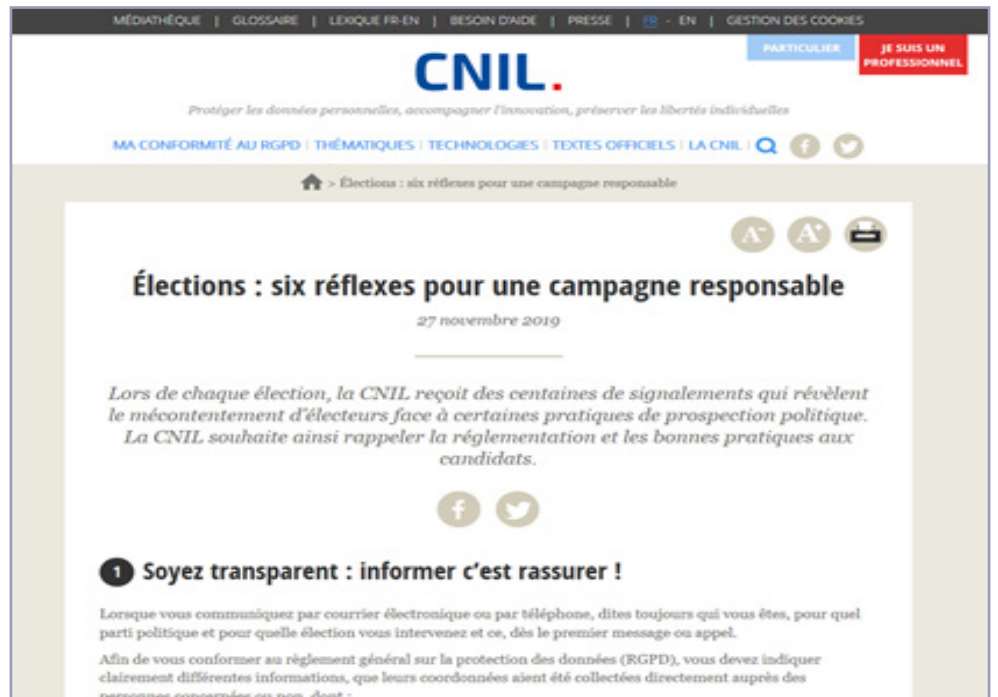 MÉDIATHÈQUE | GLOSSAIRE | LEXIQUE FR-EN | BESOIN D'AIDE | PRESSE | FR - EN | GESTION DES COOKIES
PARTICULIER
JE SUIS UN
PROFESSIONNEL
CNIL.
Protéger les données personnelles, accompagner l'innovation, préserver les libertés individuelles
MA CONFORMITÉ AU RGPD | THÉMATIQUES | TECHNOLOGIES | TEXTES OFFICIELS | LA CNIL |
> Élections : six réflexes pour une campagne responsable
A- A+
Élections : six réflexes pour une campagne responsable
27 novembre 2019
Lors de chaque élection, la CNIL reçoit des centaines de signalements qui révèlent
le mécontentement d'électeurs face à certaines pratiques de prospection politique.
La CNIL souhaite ainsi rappeler la réglementation et les bonnes pratiques aux
candidats.
1 Soyez transparent : informer c'est rassurer !
Lorsque vous communiquez par courrier électronique ou par téléphone, dites toujours qui vous êtes, pour quel
parti politique et pour quelle élection vous intervenez et ce, dès le premier message ou appel.
Afin de vous conformer au règlement général sur la protection des données (RGPD), vous devez indiquer
clairement différentes informations, que leurs coordonnées aient été collectées directement auprès des
personnes concernées ou non, dont :